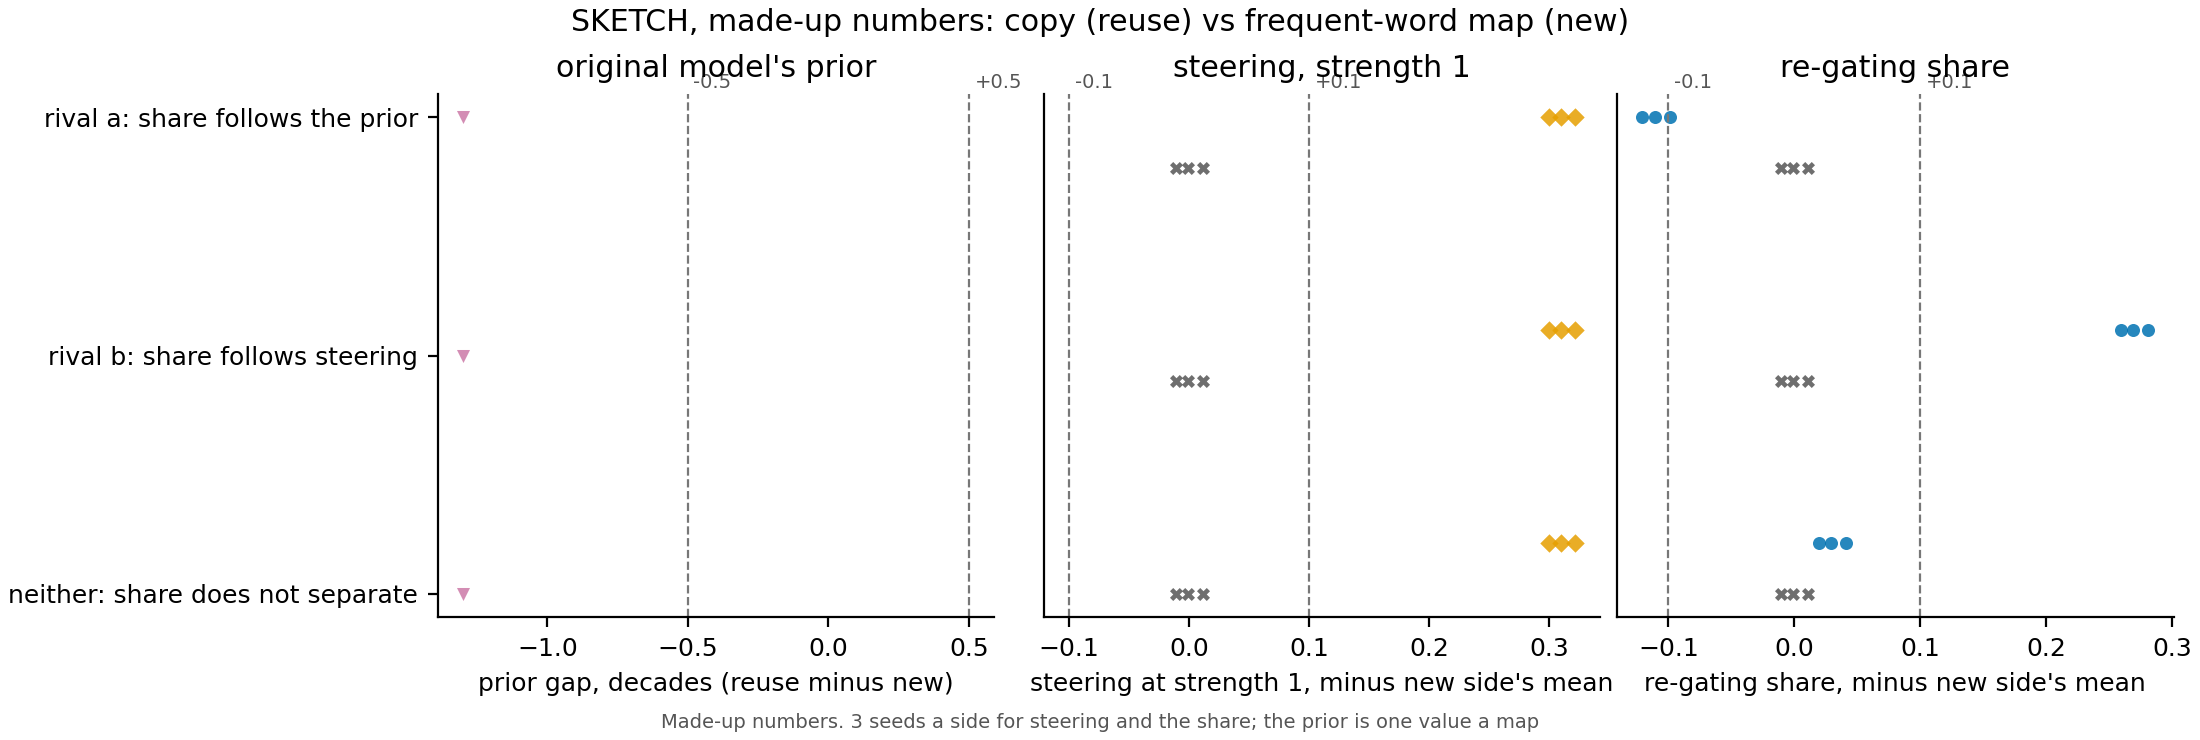 SKETCH, made-up numbers: copy (reuse) vs frequent-word map (new)
original model's prior
steering, strength 1
re-gating share
-0.5
+0.5
-0.1
+0.1
-0.1
+0.1
rival a: share follows the prior
rival b: share follows steering
neither: share does not separate
−1.0 −0.5 0.0 0.5
−0.1 0.0 0.1 0.2 0.3
−0.1 0.0 0.1 0.2 0.3
prior gap, decades (reuse minus new)
steering at strength 1, minus new side's mean
re-gating share, minus new side's mean
Made-up numbers. 3 seeds a side for steering and the share; the prior is one value a map